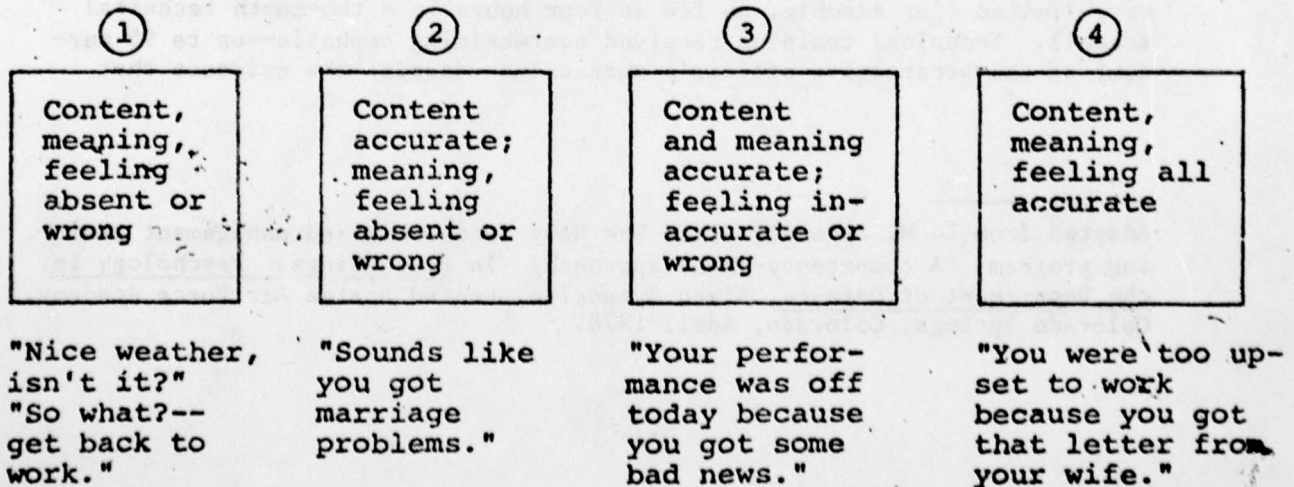 1
Content,
meaning,
feeling
absent or
wrong
"Nice weather,
isn't it?"
"So what?--
get back to
work."
2
Content
accurate;
meaning,
feeling
absent or
wrong
"Sounds like
you got
marriage
problems."
3
Content
and meaning
accurate;
feeling in-
accurate or
wrong
"Your perfor-
mance was off
today because
you got some
bad news."
4
Content,
meaning,
feeling all
accurate
"You were too up-
set to work
because you got
that letter from
your wife."